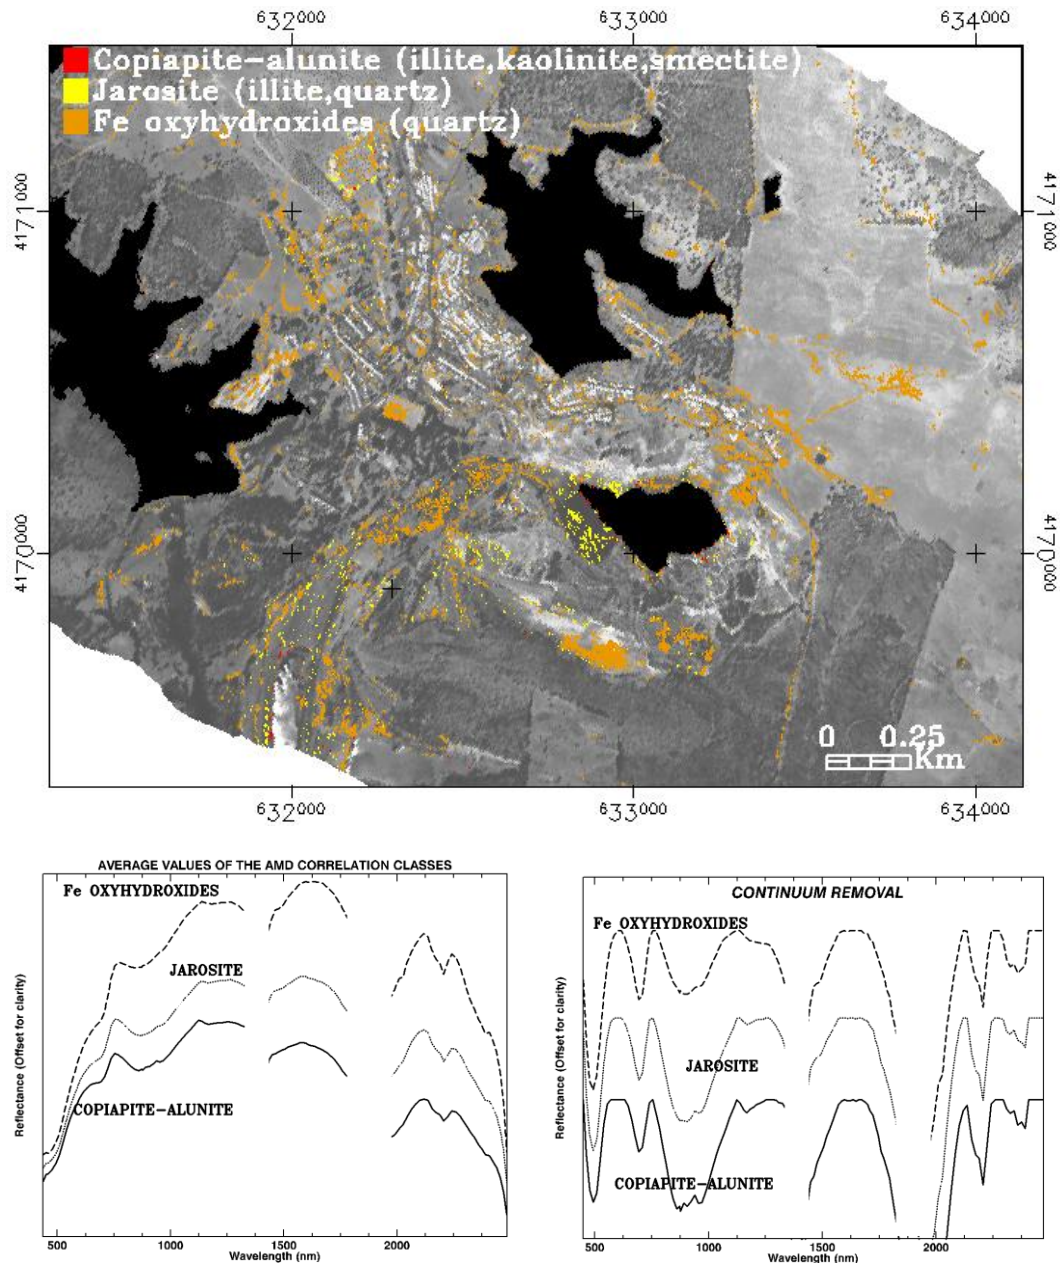 632000 633000 634000
Copiapite-alunite (illite,kaolinite,smectite)
Jarosite (illite,quartz)
Fe oxyhydroxides (quartz)
4171000 4171000
4170000 4170000
0 0.25
Km
632000 633000 634000
AVERAGE VALUES OF THE AMD CORRELATION CLASSES
Fe OXYHYDROXIDES
JAROSITE
COPIAPITE-ALUNITE
Reflectance (Offset for clarity)
500 1000 1500 2000
Wavelength (nm)
CONTINUUM REMOVAL
Fe OXYHYDROXIDES
JAROSITE
COPIAPITE-ALUNITE
Reflectance (Offset for clarity)
500 1000 1500 2000
Wavelength (nm)